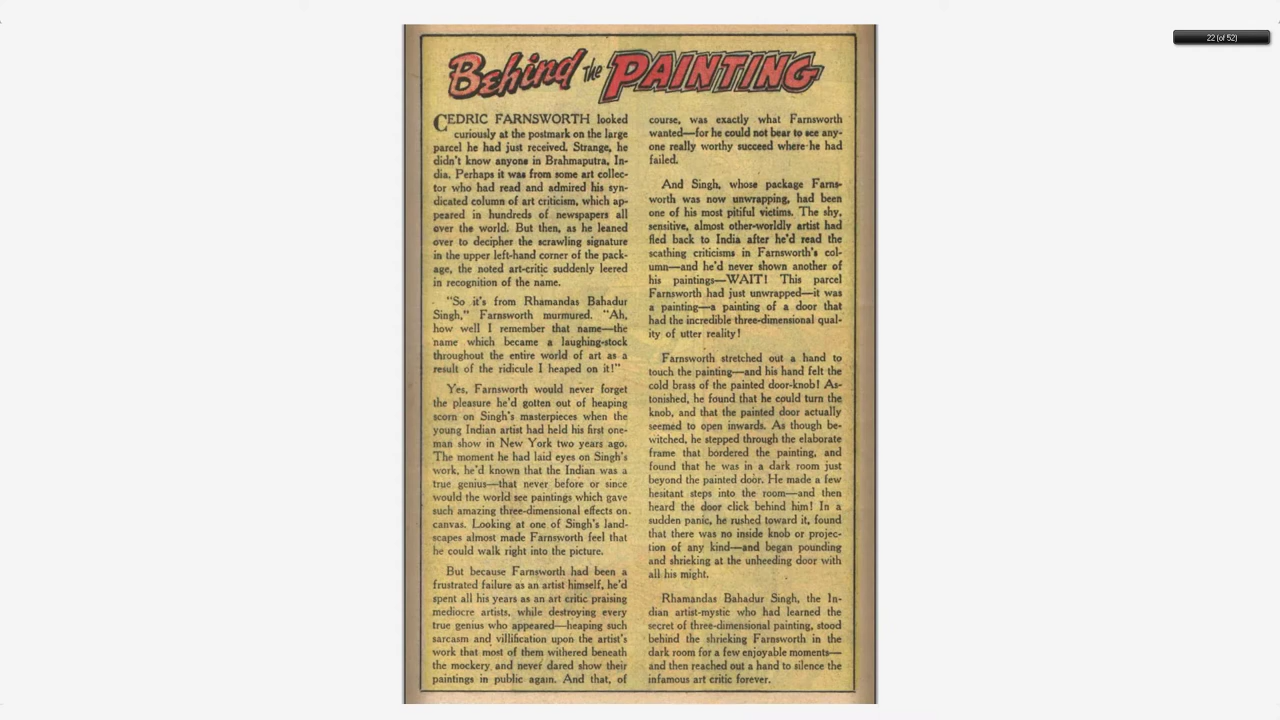 22 (of 52)
Behind the PAINTING
CEDRIC FARNSWORTH looked
curiously at the postmark on the large
parcel he had just received. Strange, he
didn't know anyone in Brahmaputra, In-
dia. Perhaps it was from some art collec-
tor who had read and admired his syn-
dicated column of art criticism, which ap-
peared in hundreds of newspapers all
over the world. But then, as he leaned
over to decipher the scrawling signature
in the upper left-hand corner of the pack-
age, the noted art-critic suddenly leered
in recognition of the name.
"So it's from Rhamandas Bahadur
Singh," Farnsworth murmured. "Ah,
how well I remember that name—the
name which became a laughing-stock
throughout the entire world of art as a
result of the ridicule I heaped on it!"
Yes, Farnsworth would never forget
the pleasure he'd gotten out of heaping
scorn on Singh's masterpieces when the
young Indian artist had held his first one-
man show in New York two years ago.
The moment he had laid eyes on Singh's
work, he'd known that the Indian was a
true genius—that never before or since
would the world see paintings which gave
such amazing three-dimensional effects on
canvas. Looking at one of Singh's land-
scapes almost made Farnsworth feel that
he could walk right into the picture.
But because Farnsworth had been a
frustrated failure as an artist himself, he'd
spent all his years as an art critic praising
mediocre artists, while destroying every
true genius who appeared—heaping such
sarcasm and villification upon the artist's
work that most of them withered beneath
the mockery and never dared show their
paintings in public again. And that, of
course, was exactly what Farnsworth
wanted—for he could not bear to see any-
one really worthy succeed where he had
failed.
And Singh, whose package Farns-
worth was now unwrapping, had been
one of his most pitiful victims. The shy,
sensitive, almost other-worldly artist had
fled back to India after he'd read the
scathing criticisms in Farnsworth's col-
umn—and he'd never shown another of
his paintings—WAIT! This parcel
Farnsworth had just unwrapped—it was
a painting—a painting of a door that
had the incredible three-dimensional qual-
ity of utter reality!
Farnsworth stretched out a hand to
touch the painting—and his hand felt the
cold brass of the painted door-knob! As-
tonished, he found that he could turn the
knob, and that the painted door actually
seemed to open inwards. As though be-
witched, he stepped through the elaborate
frame that bordered the painting, and
found that he was in a dark room just
beyond the painted door. He made a few
hesitant steps into the room—and then
heard the door click behind him! In a
sudden panic, he rushed toward it, found
that there was no inside knob or projec-
tion of any kind—and began pounding
and shrieking at the unheeding door with
all his might.
Rhamandas Bahadur Singh, the In-
dian artist-mystic who had learned the
secret of three-dimensional painting, stood
behind the shrieking Farnsworth in the
dark room for a few enjoyable moments—
and then reached out a hand to silence the
infamous art critic forever.